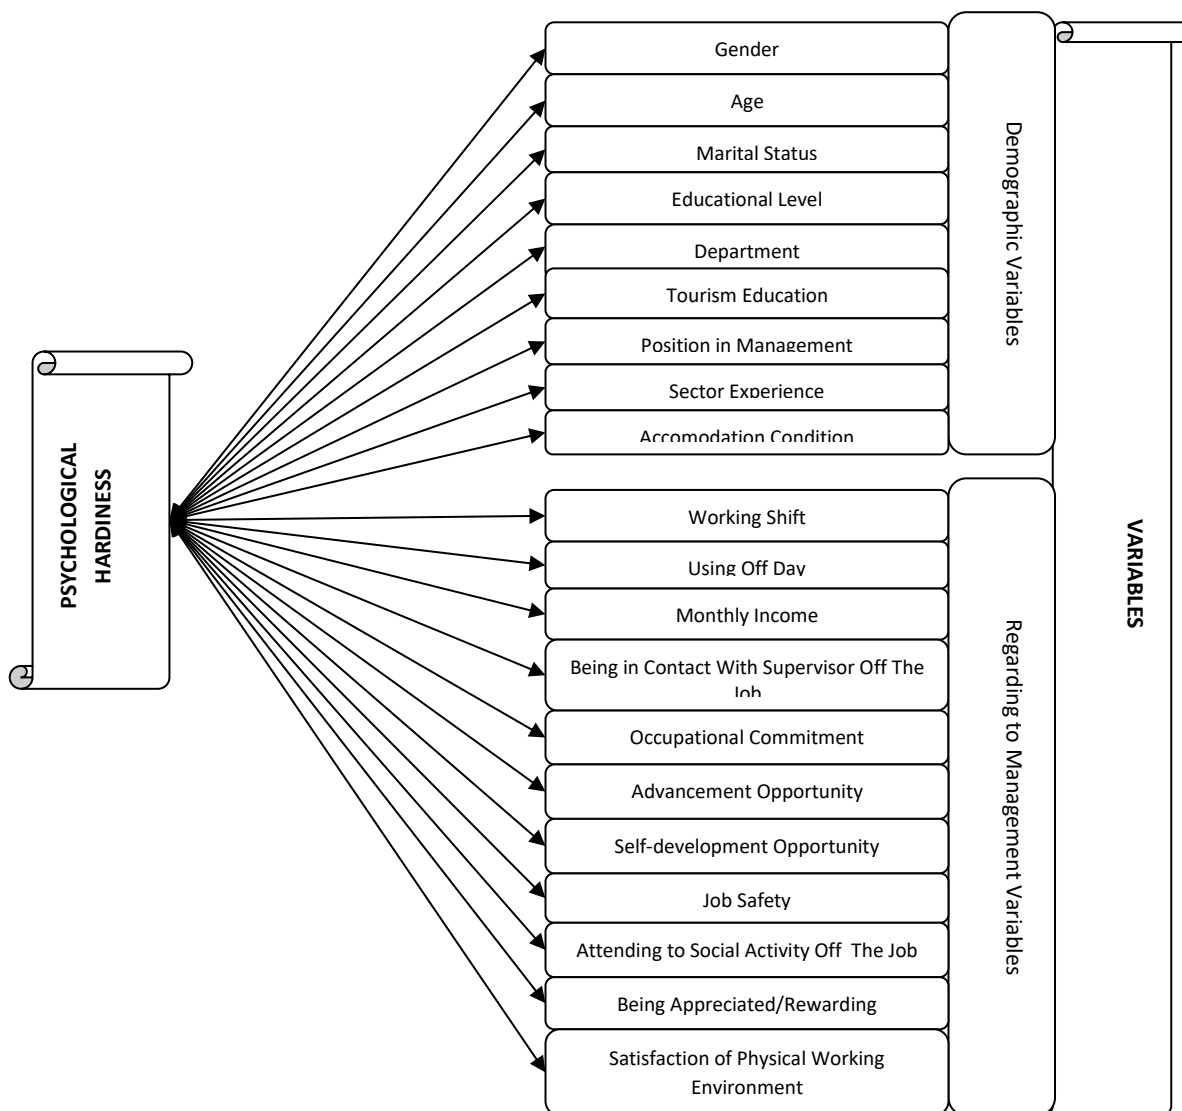 PSYCHOLOGICAL
HARDINESS
Gender
Age
Marital Status
Educational Level
Department
Tourism Education
Position in Management
Sector Experience
Accomodation Condition
Demographic Variables
Working Shift
Using Off Day
Monthly Income
Being in Contact With Supervisor Off The
Job
Occupational Commitment
Advancement Opportunity
Self-development Opportunity
Job Safety
Attending to Social Activity Off The Job
Being Appreciated/Rewarding
Satisfaction of Physical Working
Environment
Regarding to Management Variables
VARIABLES